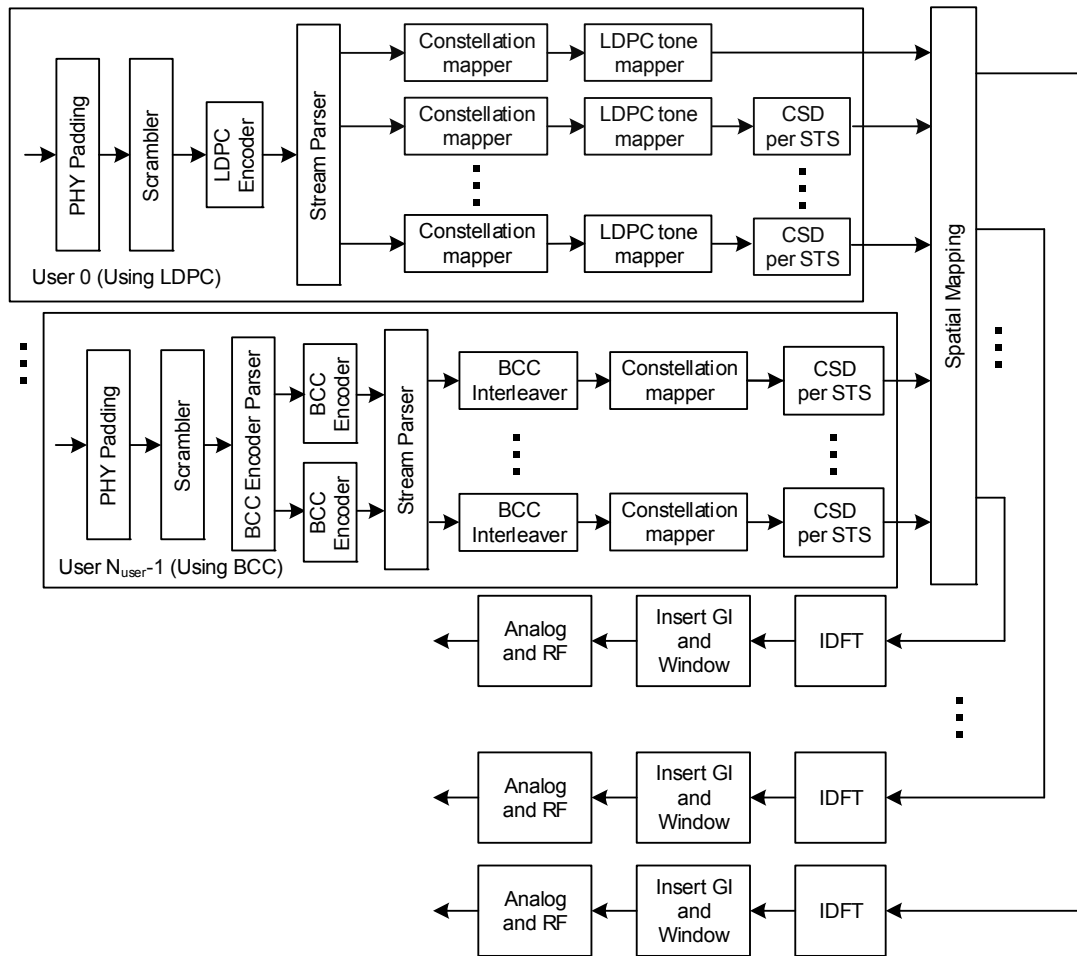 PHY Padding
Scrambler
LDPC
Encoder
Stream Parser
Constellation
mapper
LDPC tone
mapper
Constellation
mapper
LDPC tone
mapper
CSD
per STS
Constellation
mapper
LDPC tone
mapper
CSD
per STS
User 0 (Using LDPC)
Spatial Mapping
PHY Padding
Scrambler
BCC Encoder Parser
BCC
Encoder
BCC
Encoder
Stream Parser
BCC
Interleaver
Constellation
mapper
CSD
per STS
BCC
Interleaver
Constellation
mapper
CSD
per STS
User Nuser-1 (Using BCC)
Analog
and RF
Insert GI
and
Window
IDFT
Analog
and RF
Insert GI
and
Window
IDFT
Analog
and RF
Insert GI
and
Window
IDFT